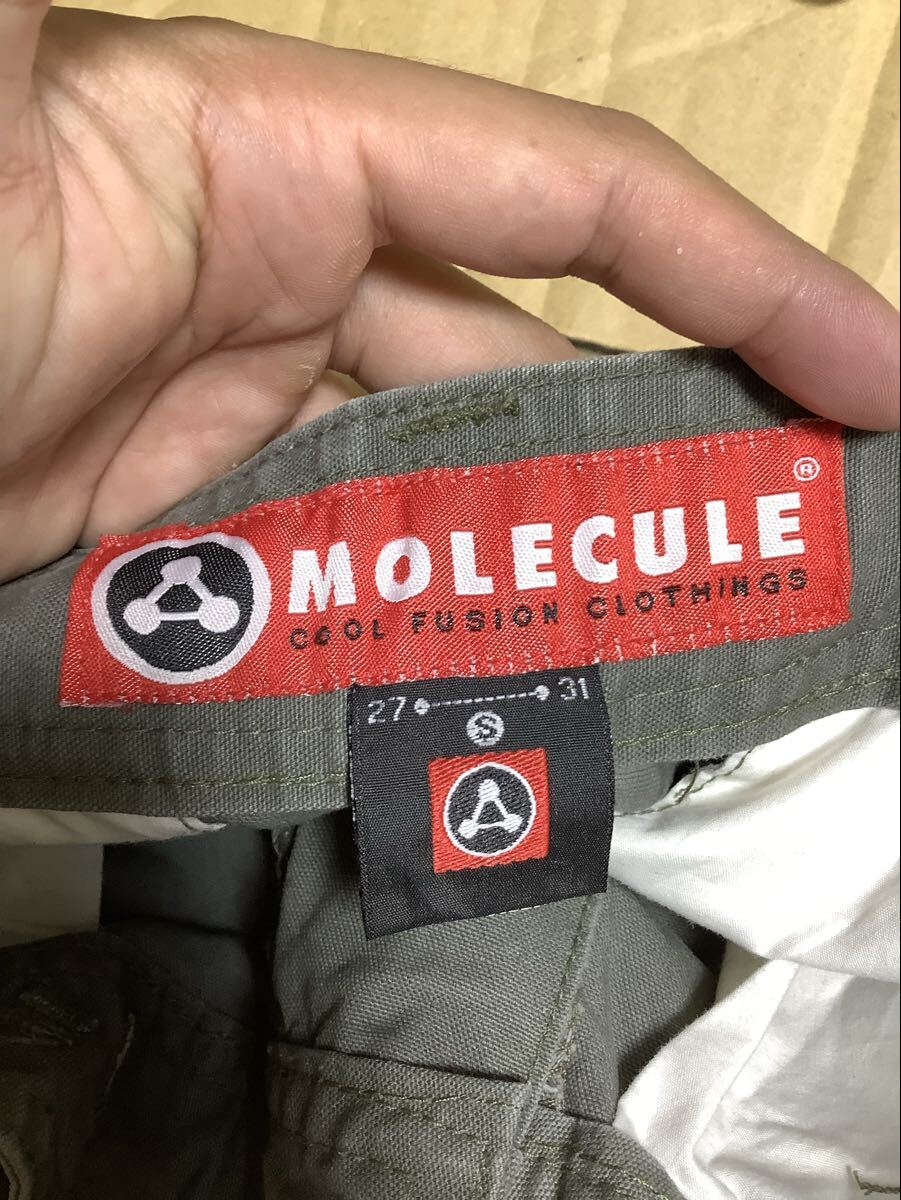 MOLECULE®
COOL FUSION CLOTHINGS
27 31
S